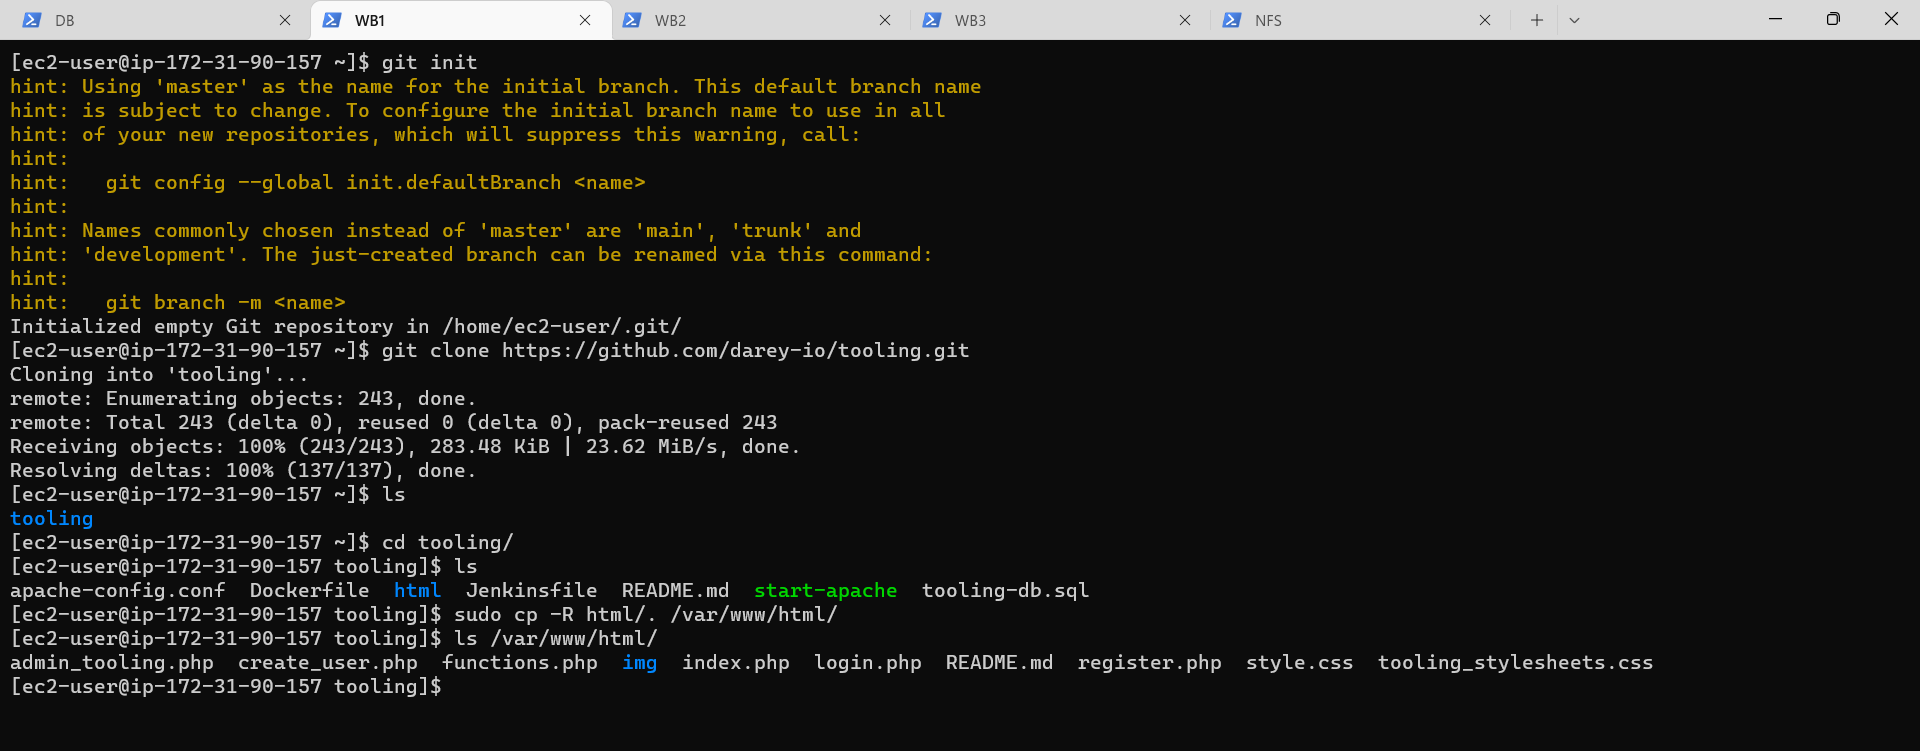 DB WB1 WB2 WB3 NFS
[ec2-user@ip-172-31-90-157 ~]$ git init
hint: Using 'master' as the name for the initial branch. This default branch name
hint: is subject to change. To configure the initial branch name to use in all
hint: of your new repositories, which will suppress this warning, call:
hint:
hint:   git config --global init.defaultBranch <name>
hint:
hint: Names commonly chosen instead of 'master' are 'main', 'trunk' and
hint: 'development'. The just-created branch can be renamed via this command:
hint:
hint:   git branch -m <name>
Initialized empty Git repository in /home/ec2-user/.git/
[ec2-user@ip-172-31-90-157 ~]$ git clone https://github.com/darey-io/tooling.git
Cloning into 'tooling'...
remote: Enumerating objects: 243, done.
remote: Total 243 (delta 0), reused 0 (delta 0), pack-reused 243
Receiving objects: 100% (243/243), 283.48 KiB | 23.62 MiB/s, done.
Resolving deltas: 100% (137/137), done.
[ec2-user@ip-172-31-90-157 ~]$ ls
tooling
[ec2-user@ip-172-31-90-157 ~]$ cd tooling/
[ec2-user@ip-172-31-90-157 tooling]$ ls
apache-config.conf  Dockerfile  html  Jenkinsfile  README.md  start-apache  tooling-db.sql
[ec2-user@ip-172-31-90-157 tooling]$ sudo cp -R html/. /var/www/html/
[ec2-user@ip-172-31-90-157 tooling]$ ls /var/www/html/
admin_tooling.php  create_user.php  functions.php  img  index.php  login.php  README.md  register.php  style.css  tooling_stylesheets.css
[ec2-user@ip-172-31-90-157 tooling]$